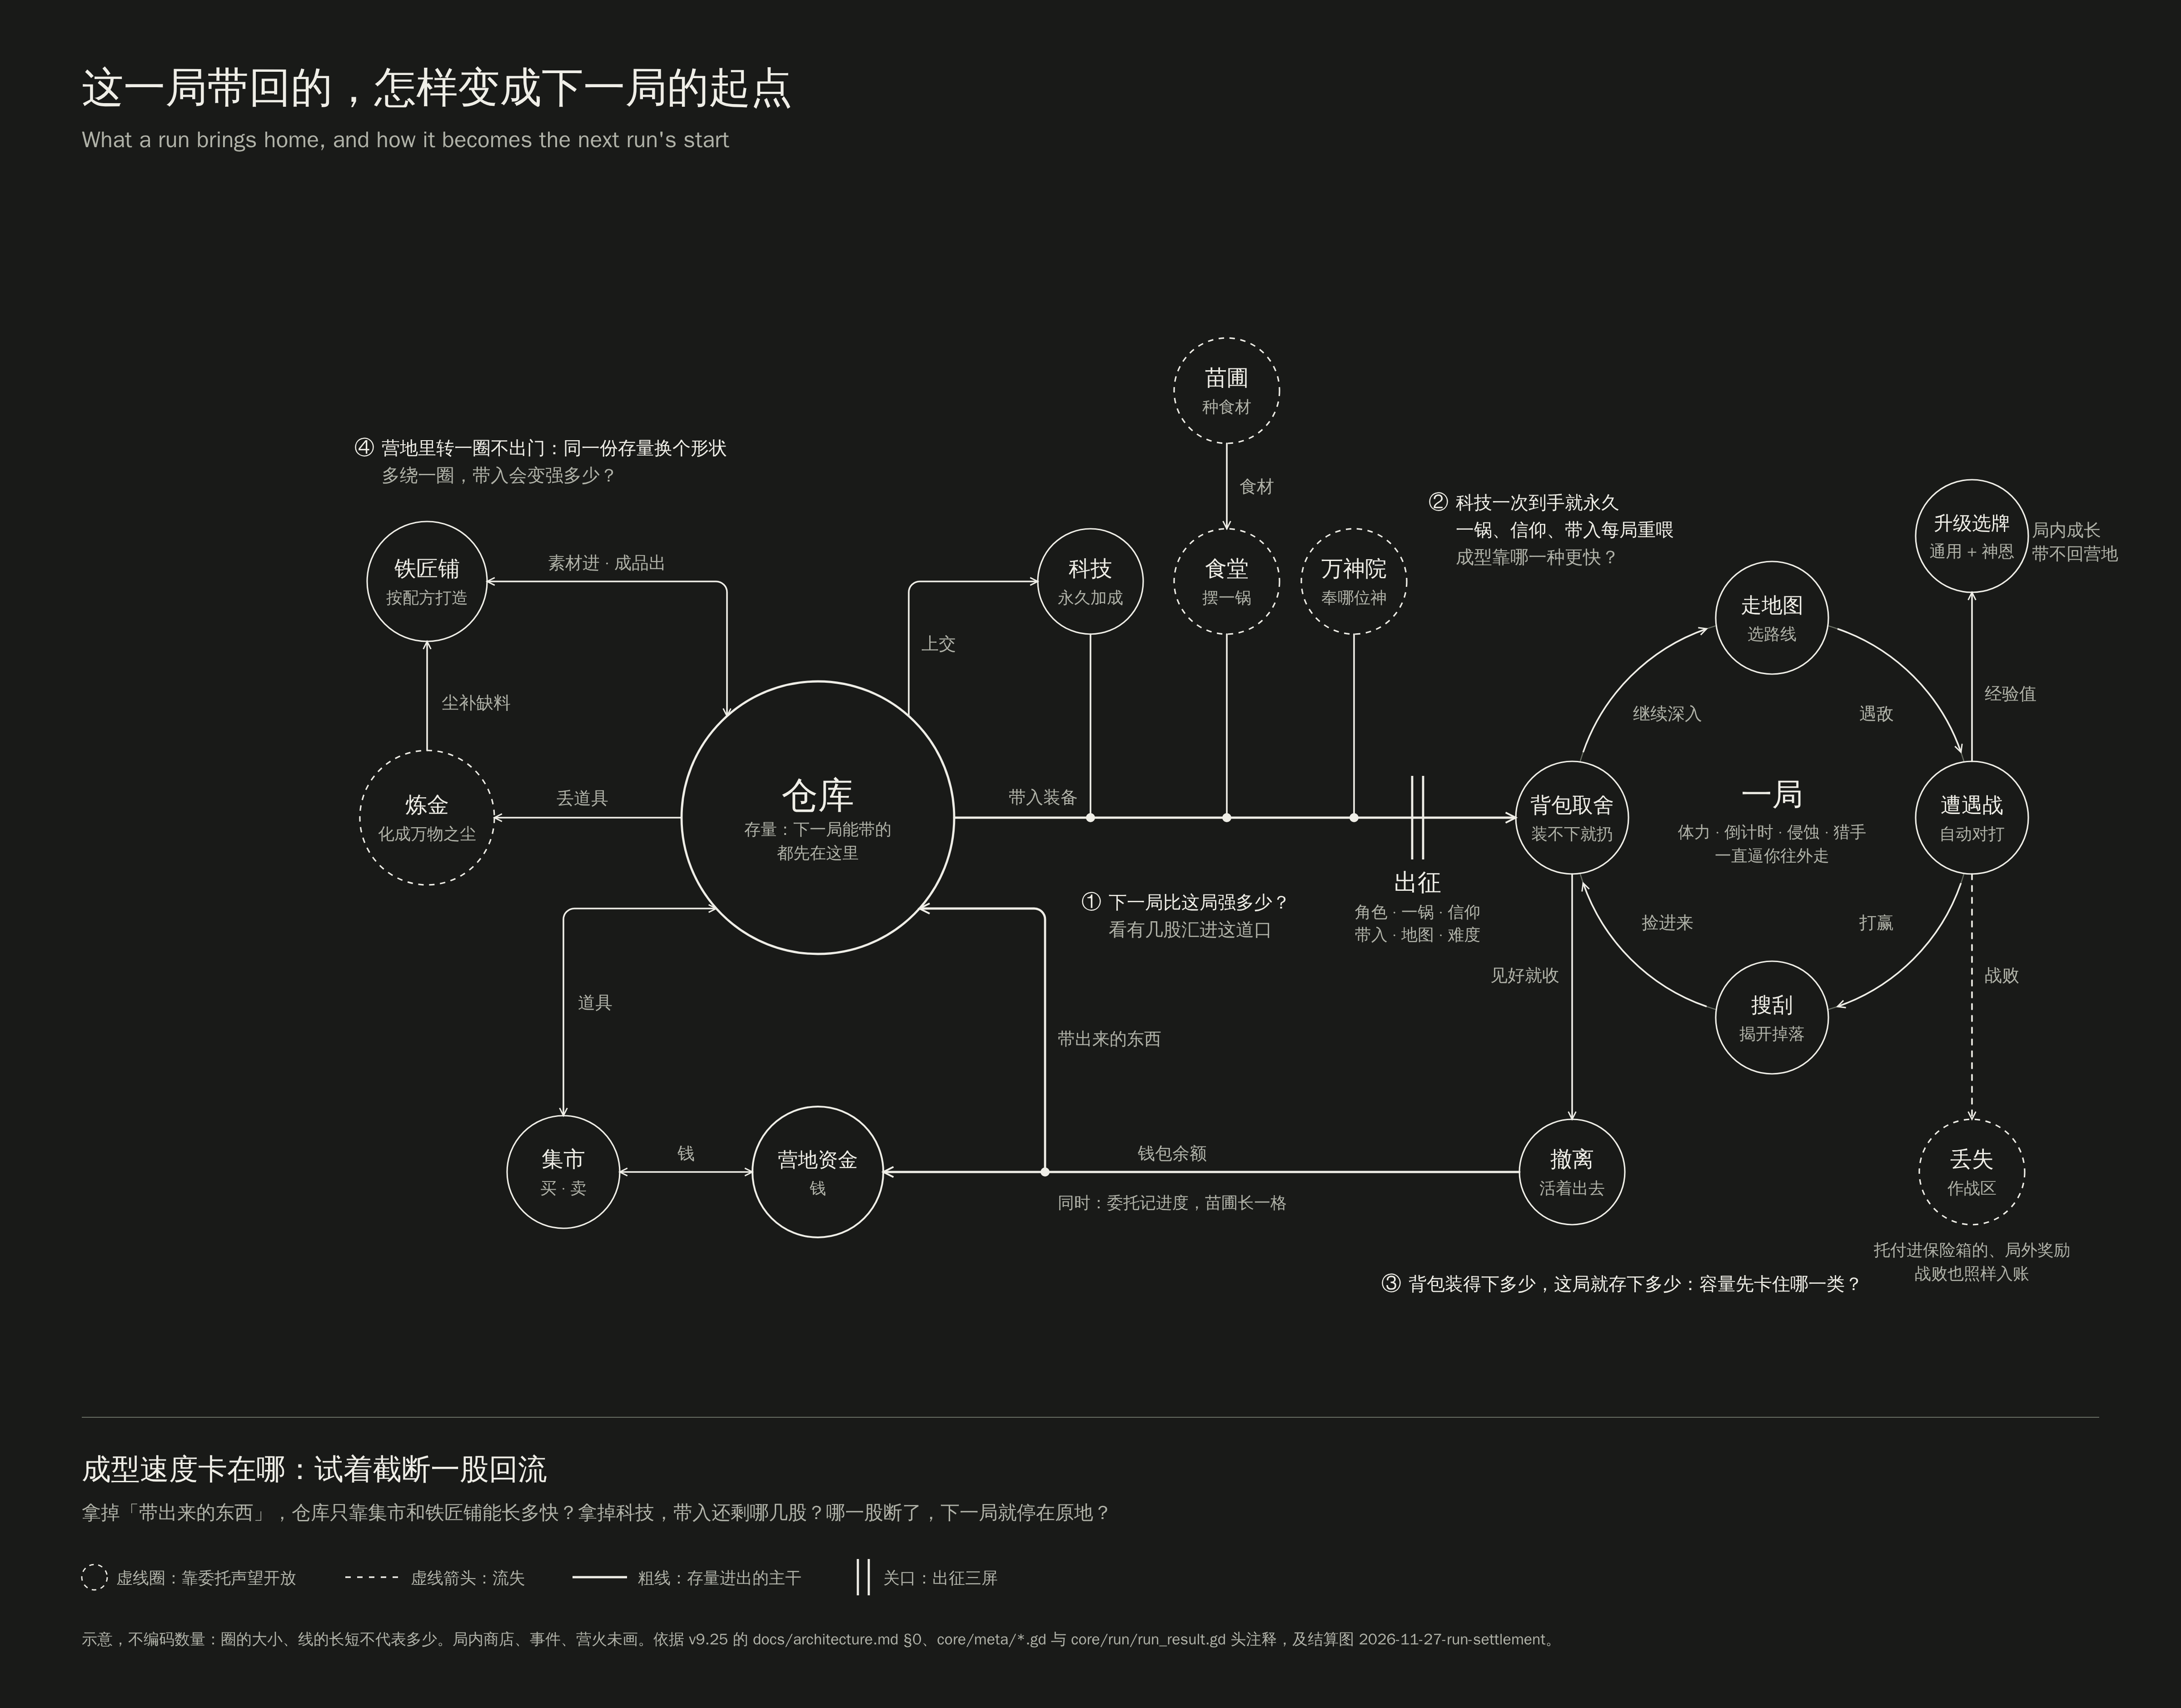 这一局带回的，怎样变成下一局的起点
What a run brings home, and how it becomes the next run's start
苗圃
种食材
食材
④ 营地里转一圈不出门：同一份存量换个形状
多绕一圈，带入会变强多少？
② 科技一次到手就永久
一锅、信仰、带入每局重喂
成型靠哪一种更快？
铁匠铺
按配方打造
素材进 · 成品出
科技
永久加成
食堂
摆一锅
万神院
奉哪位神
升级选牌
通用 + 神恩
局内成长
带不回营地
走地图
选路线
上交
尘补缺料
继续深入
遇敌
经验值
炼金
化成万物之尘
丢道具
仓库
存量：下一局能带的
都先在这里
带入装备
背包取舍
装不下就扔
一局
体力 · 倒计时 · 侵蚀 · 猎手
一直逼你往外走
遭遇战
自动对打
出征
角色 · 一锅 · 信仰
带入 · 地图 · 难度
① 下一局比这局强多少？
看有几股汇进这道口
捡进来
打赢
见好就收
战败
道具
带出来的东西
搜刮
揭开掉落
集市
买 · 卖
钱
营地资金
钱
钱包余额
同时：委托记进度，苗圃长一格
撤离
活着出去
丢失
作战区
托付进保险箱的、局外奖励
战败也照样入账
③ 背包装得下多少，这局就存下多少：容量先卡住哪一类？
成型速度卡在哪：试着截断一股回流
拿掉「带出来的东西」，仓库只靠集市和铁匠铺能长多快？拿掉科技，带入还剩哪几股？哪一股断了，下一局就停在原地？
虚线圈：靠委托声望开放
虚线箭头：流失
粗线：存量进出的主干
关口：出征三屏
示意，不编码数量：圈的大小、线的长短不代表多少。局内商店、事件、营火未画。依据 v9.25 的 docs/architecture.md §0、core/meta/*.gd 与 core/run/run_result.gd 头注释，及结算图 2026-11-27-run-settlement。